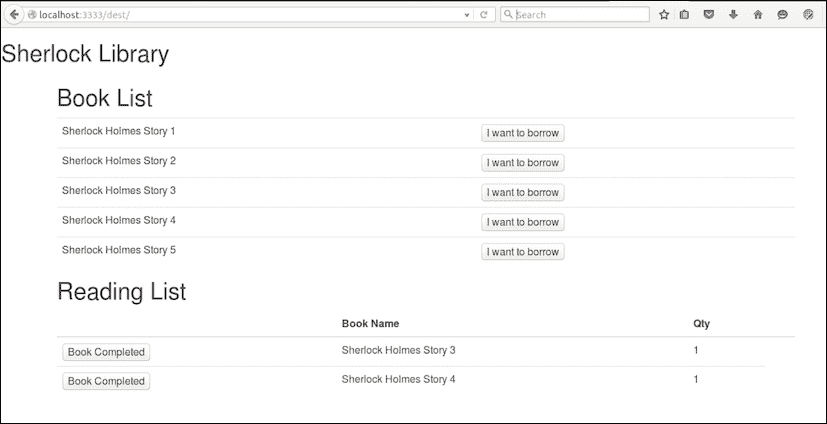 localhost:3333/dest/
Search
Sherlock Library
Book List
Sherlock Holmes Story 1 I want to borrow
Sherlock Holmes Story 2 I want to borrow
Sherlock Holmes Story 3 I want to borrow
Sherlock Holmes Story 4 I want to borrow
Sherlock Holmes Story 5 I want to borrow
Reading List
Book Name Qty
Book Completed Sherlock Holmes Story 3 1
Book Completed Sherlock Holmes Story 4 1